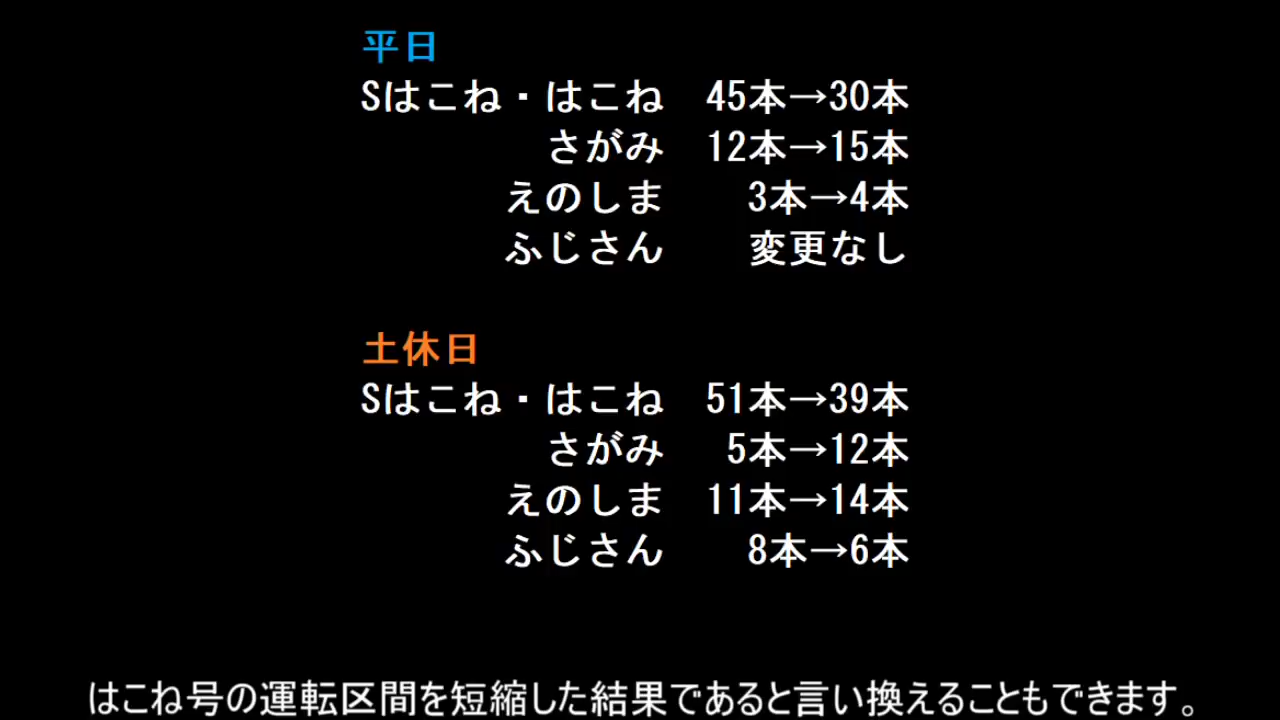 平日
Sはこね・はこね 45本→30本
さがみ 12本→15本
えのしま 3本→4本
ふじさん 変更なし
土休日
Sはこね・はこね 51本→39本
さがみ 5本→12本
えのしま 11本→14本
ふじさん 8本→6本
はこね号の運転区間を短縮した結果であると言い換えることもできます。